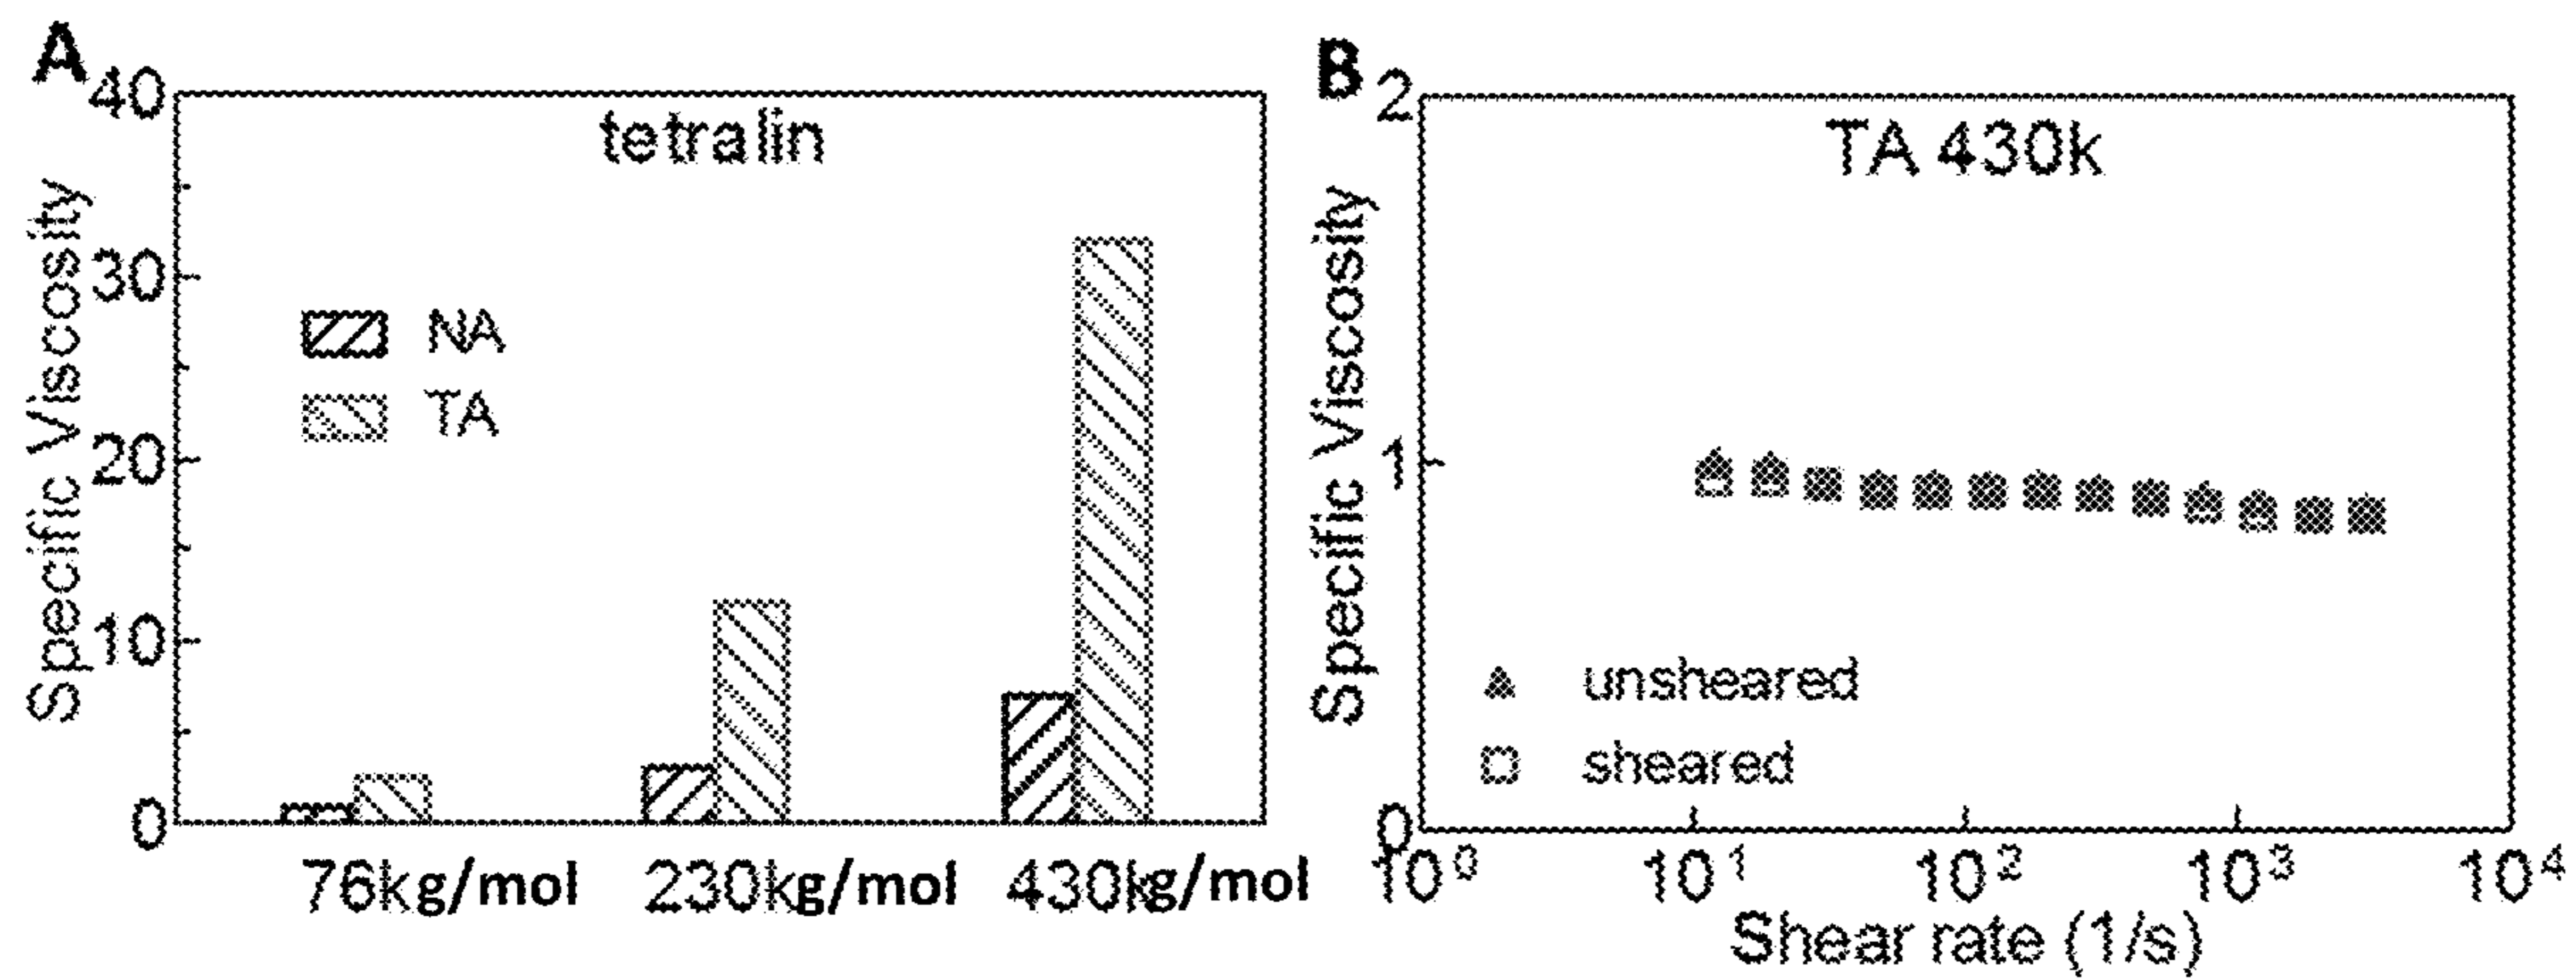 A
40
tetralin
30
20
10
0
Specific Viscosity
NA
TA
76kg/mol 230kg/mol 430kg/mol
B
2
TA 430k
1
0
Specific Viscosity
unsheared
sheared
10⁰ 10¹ 10² 10³ 10⁴
Shear rate (1/s)